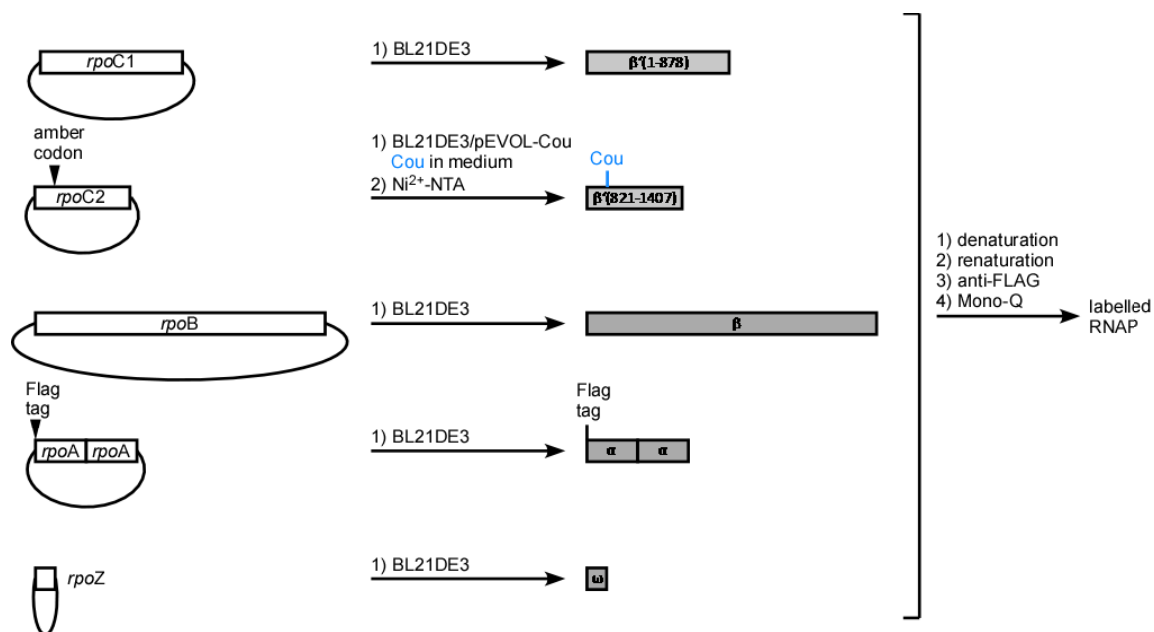 rpoC1
1) BL21DE3
β'(1-878)
amber
codon
rpoC2
1) BL21DE3/pEVOL-Cou
Cou in medium
2) Ni²⁺-NTA
Cou
β'(821-1407)
1) denaturation
2) renaturation
3) anti-FLAG
4) Mono-Q
labelled
RNAP
rpoB
1) BL21DE3
β
Flag
tag
rpoA rpoA
1) BL21DE3
Flag
tag
α α
rpoZ
1) BL21DE3
ω